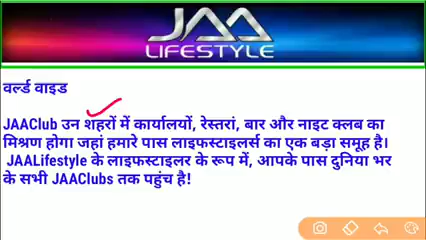 JAA
LIFESTYLE
वर्ल्ड वाइड
JAAClub उन शहरों में कार्यालयों, रेस्तरां, बार और नाइट क्लब का
मिश्रण होगा जहां हमारे पास लाइफस्टाइलर्स का एक बड़ा समूह है।
JAALifestyle के लाइफस्टाइलर के रूप में, आपके पास दुनिया भर
के सभी JAAClubs तक पहुंच है!